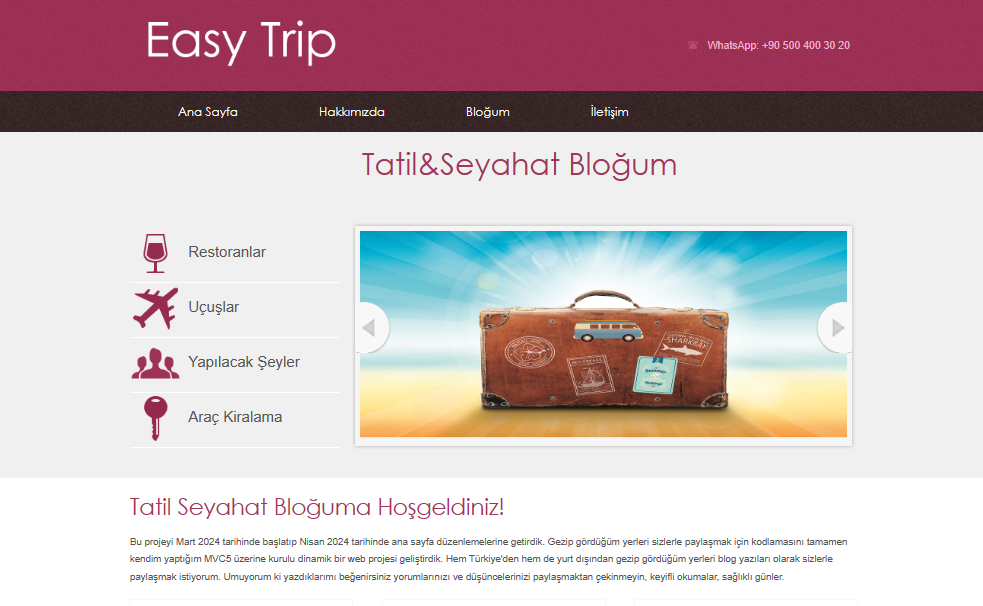 Easy Trip
WhatsApp: +90 500 400 30 20
Ana Sayfa
Hakkımızda
Bloğum
İletişim
Tatil&Seyahat Bloğum
Restoranlar
Uçuşlar
Yapılacak Şeyler
Araç Kiralama
SHARKBAY
Summer
Holidays
Tatil Seyahat Bloğuma Hoşgeldiniz!
Bu projeyi Mart 2024 tarihinde başlatıp Nisan 2024 tarihinde ana sayfa düzenlemelerine getirdik. Gezip gördüğüm yerleri sizlerle paylaşmak için kodlamasını tamamen
kendim yaptığım MVC5 üzerine kurulu dinamik bir web projesi geliştirdik. Hem Türkiye'den hem de yurt dışından gezip gördüğüm yerleri blog yazıları olarak sizlerle
paylaşmak istiyorum. Umuyorum ki yazdıklarımı beğenirsiniz yorumlarınızı ve düşüncelerinizi paylaşmaktan çekinmeyin, keyifli okumalar, sağlıklı günler.